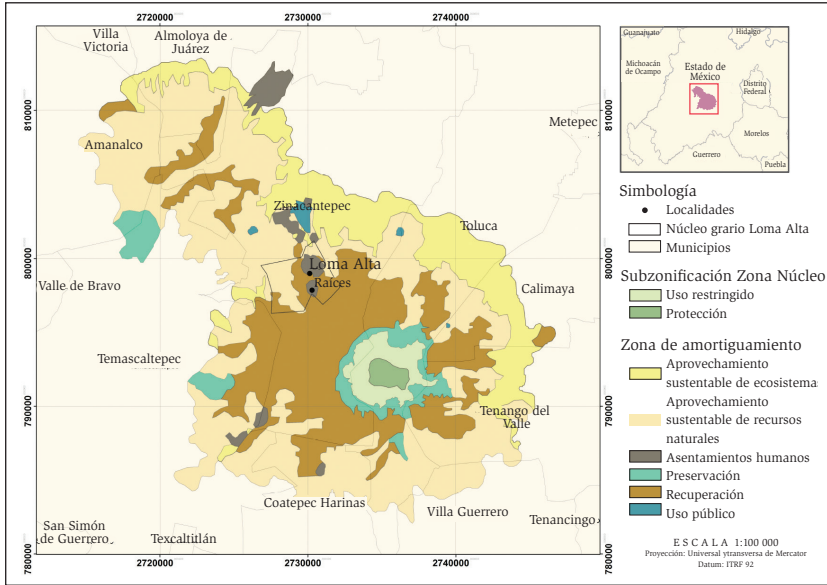 2720000
2730000
2740000
Villa
Victoria
Almoloya de
Juárez
810000
810000
Metepec
Amanalco
Zinacantepec
Toluca
800000
800000
Loma Alta
Raíces
Valle de Bravo
Calimaya
Temascaltepec
790000
790000
Tenango del
Valle
Coatepec Harinas
Villa Guerrero
San Simón
de Guerrero
Texcaltitlán
Tenancingo
780000
780000
2720000
2730000
2740000
Guanajuato
Hidalgo
Michoacán
de Ocampo
Estado de
México
Distrito
Federal
Morelos
Guerrero
Puebla
Simbología
Localidades
Núcleo grario Loma Alta
Municipios
Subzonificación Zona Núcleo
Uso restringido
Protección
Zona de amortiguamiento
Aprovechamiento
sustentable de ecosistema
Aprovechamiento
sustentable de recursos
naturales
Asentamientos humanos
Preservación
Recuperación
Uso público
ESCALA 1:100 000
Proyección: Universal ytransversa de Mercator
Datum: ITRF 92